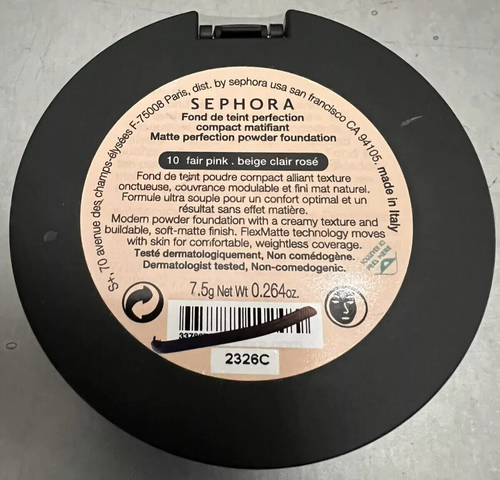 S+, 70 avenue des champs-élysées F-75008 Paris, dist. by sephora usa san francisco CA 94105. made in Italy
SEPHORA
Fond de teint perfection
compact matifiant
Matte perfection powder foundation
10 fair pink . beige clair rosé
Fond de teint poudre compact alliant texture
onctueuse, couvrance modulable et fini mat naturel.
Formule ultra souple pour un confort optimal et un
résultat sans effet matière.
Modern powder foundation with a creamy texture and
buildable, soft-matte finish. FlexMatte technology moves
with skin for comfortable, weightless coverage.
Testé dermatologiquement, Non comédogène.
Dermatologist tested, Non-comedogenic.
7.5g Net Wt 0.264oz.
2326C